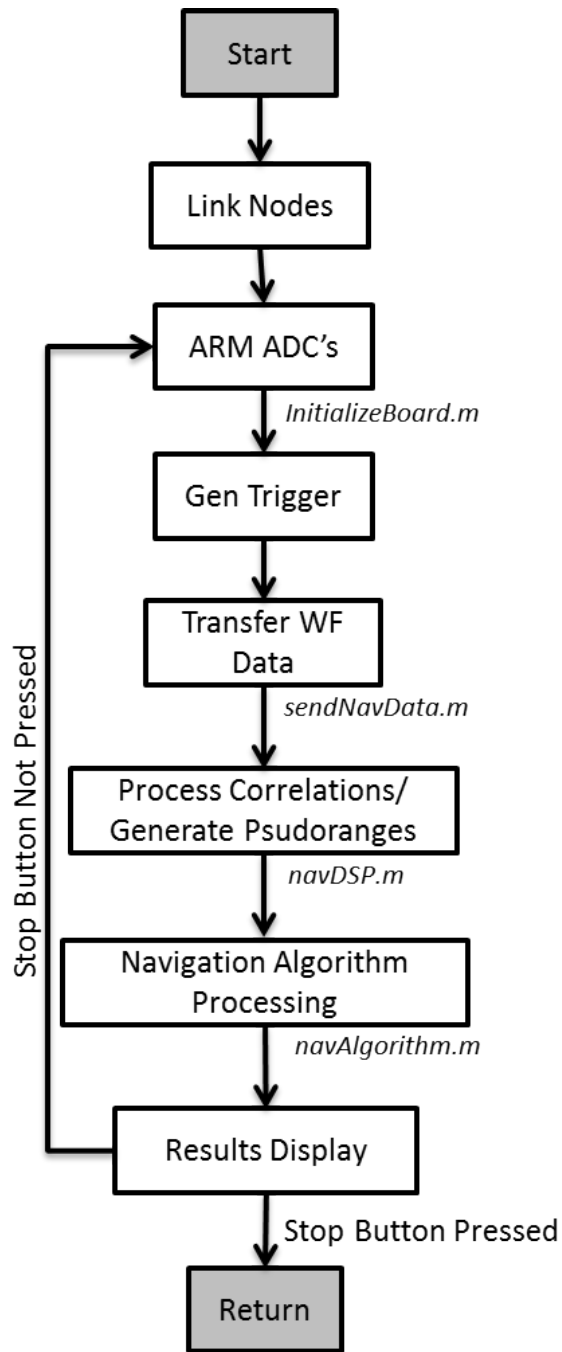 Start
Link Nodes
ARM ADC’s
InitializeBoard.m
Gen Trigger
Transfer WF
Data
sendNavData.m
Process Correlations/
Generate Psudoranges
navDSP.m
Navigation Algorithm
Processing
navAlgorithm.m
Results Display
Stop Button Not Pressed
Stop Button Pressed
Return